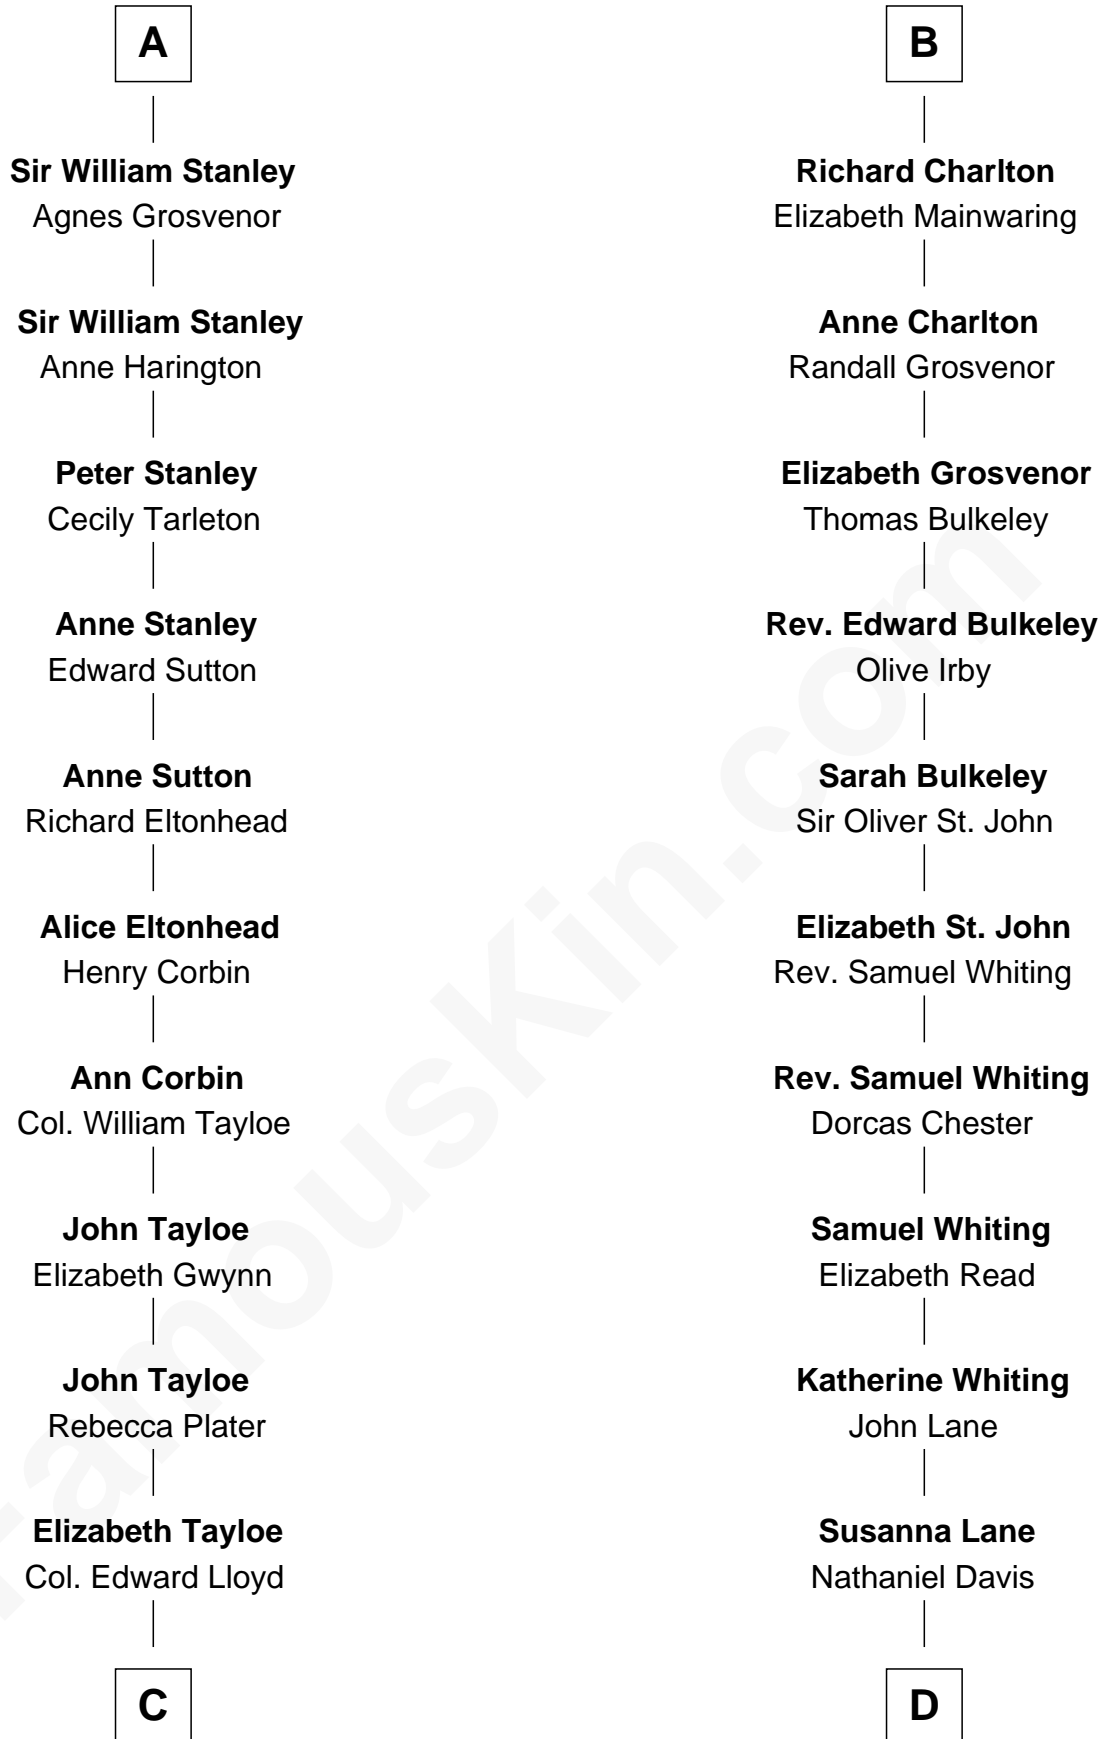 A
Sir William Stanley
Agnes Grosvenor
Sir William Stanley
Anne Harington
Peter Stanley
Cecily Tarleton
Anne Stanley
Edward Sutton
Anne Sutton
Richard Eltonhead
Alice Eltonhead
Henry Corbin
Ann Corbin
Col. William Tayloe
John Tayloe
Elizabeth Gwynn
John Tayloe
Rebecca Plater
Elizabeth Tayloe
Col. Edward Lloyd
C
B
Richard Charlton
Elizabeth Mainwaring
Anne Charlton
Randall Grosvenor
Elizabeth Grosvenor
Thomas Bulkeley
Rev. Edward Bulkeley
Olive Irby
Sarah Bulkeley
Sir Oliver St. John
Elizabeth St. John
Rev. Samuel Whiting
Rev. Samuel Whiting
Dorcas Chester
Samuel Whiting
Elizabeth Read
Katherine Whiting
John Lane
Susanna Lane
Nathaniel Davis
D
FamousKin.com